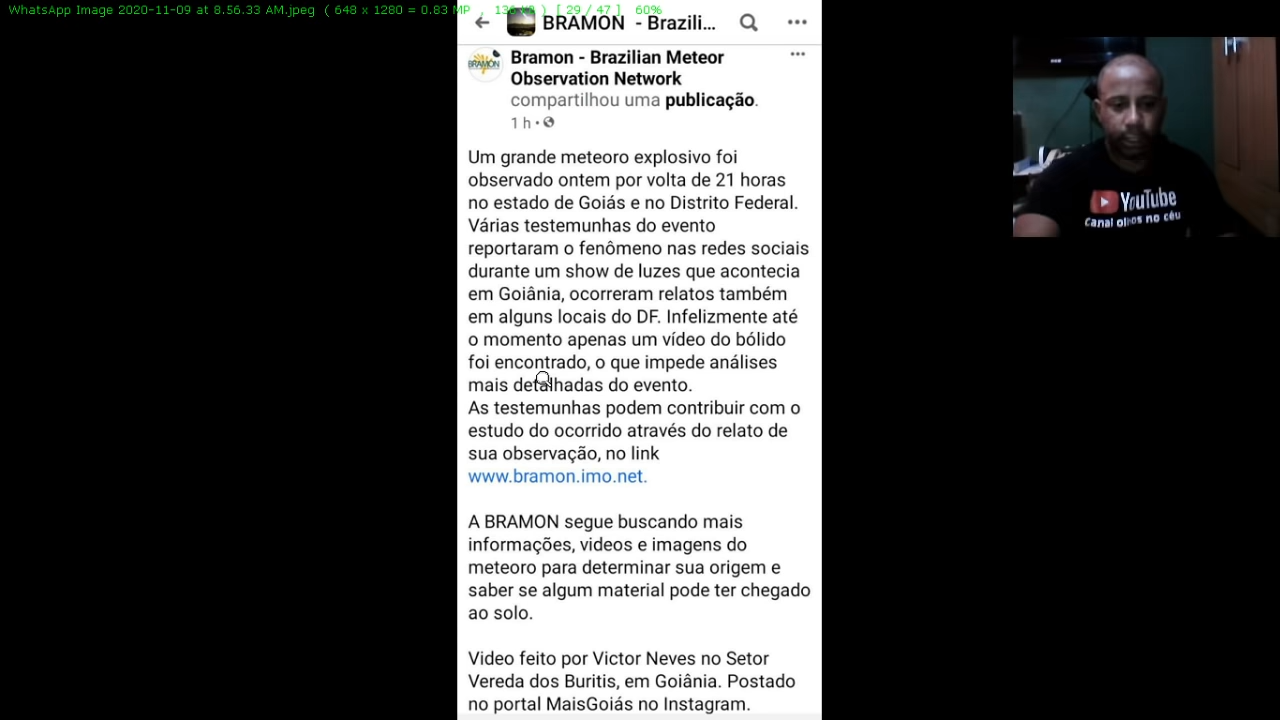 WhatsApp Image 2020-11-09 at 8.56.33 AM.jpeg ( 648 x 1280 = 0.83 MP , 136 kB ) [ 29 / 47 ] 60%
BRAMON - Brazili...
BRAMON
Bramon - Brazilian Meteor
Observation Network
compartilhou uma publicação.
1 h •
Um grande meteoro explosivo foi
observado ontem por volta de 21 horas
no estado de Goiás e no Distrito Federal.
Várias testemunhas do evento
reportaram o fenômeno nas redes sociais
durante um show de luzes que acontecia
em Goiânia, ocorreram relatos também
em alguns locais do DF. Infelizmente até
o momento apenas um vídeo do bólido
foi encontrado, o que impede análises
mais detalhadas do evento.
As testemunhas podem contribuir com o
estudo do ocorrido através do relato de
sua observação, no link
www.bramon.imo.net.
A BRAMON segue buscando mais
informações, videos e imagens do
meteoro para determinar sua origem e
saber se algum material pode ter chegado
ao solo.
Video feito por Victor Neves no Setor
Vereda dos Buritis, em Goiânia. Postado
no portal MaisGoiás no Instagram.
YouTube
Canal olhos no céu